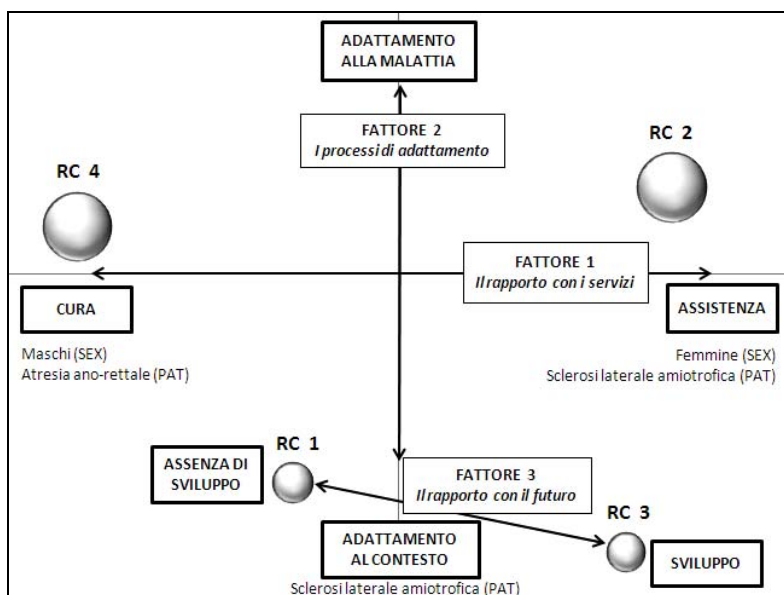 ADATTAMENTO
ALLA MALATTIA
FATTORE 2
I processi di adattamento
RC 4
RC 2
FATTORE 1
Il rapporto con i servizi
CURA
ASSISTENZA
Maschi (SEX)
Atresia ano-rettale (PAT)
Femmine (SEX)
Sclerosi laterale amiotrofica (PAT)
ASSENZA DI
SVILUPPO
RC 1
FATTORE 3
Il rapporto con il futuro
RC 3
ADATTAMENTO
AL CONTESTO
SVILUPPO
Sclerosi laterale amiotrofica (PAT)